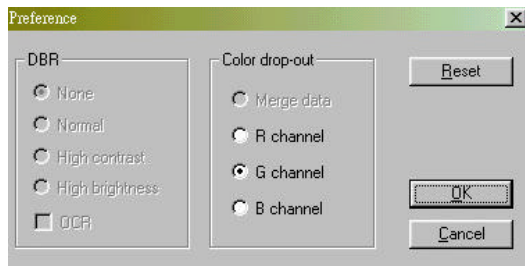 Preference
DBR
None
Normal
High contrast
High brightness
OCR
Color drop-out
Merge data
R channel
G channel
B channel
Reset
OK
Cancel